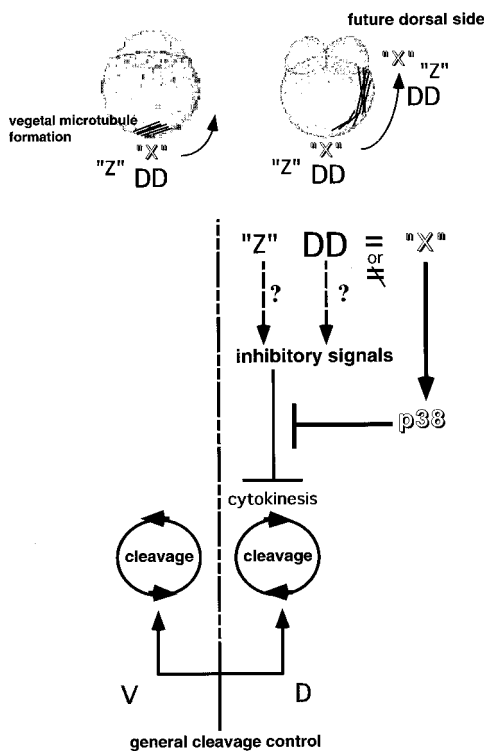 future dorsal side
"X"
"Z"
DD
vegetal microtubule
formation
"X"
"Z" DD
"X"
"Z" DD
"Z" DD = or ≠ "X"
? ?
inhibitory signals
p38
cytokinesis
cleavage cleavage
V D
general cleavage control